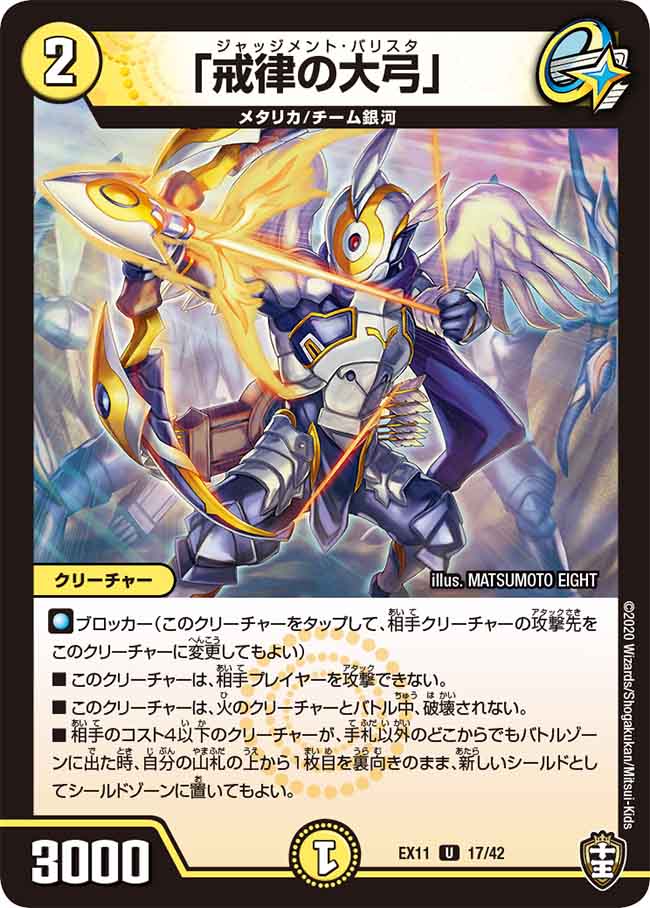 2
ジャッジメント・バリスタ
「戒律の大弓」
メタリカ/チーム銀河
クリーチャー
illus. MATSUMOTO EIGHT
ブロッカー(このクリーチャーをタップして、相手クリーチャーの攻撃先を
このクリーチャーに変更してもよい)
■ このクリーチャーは、相手プレイヤーを攻撃できない。
■ このクリーチャーは、火のクリーチャーとバトル中、破壊されない。
■ 相手のコスト4以下のクリーチャーが、手札以外のどこからでもバトルゾ
ーンに出た時、自分の山札の上から1枚目を裏向きのまま、新しいシールドとし
てシールドゾーンに置いてもよい。
©2020 Wizards/Shogakukan/Mitsui-Kids
3000
1
EX11 U 17/42
十王